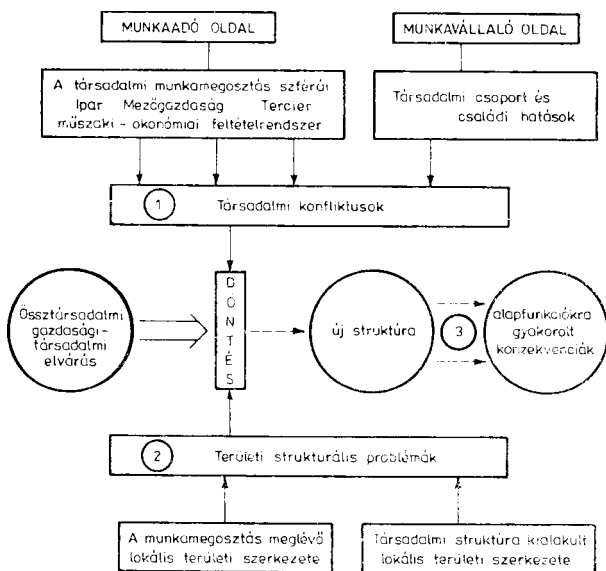 MUNKAADÓ OLDAL
MUNKAVÁLLALÓ OLDAL
A társadalmi munkamegosztás szférái
Ipar Mezőgazdaság Tercier
műszaki - ökonómiai feltételrendszer
Társadalmi csoport és
családi hatások
1 Társadalmi konfliktusok
Össztársadalmi
gazdasági-
társadalmi
elvárás
DÖNTÉS
új struktúra
3
alapfunkciókra
gyakorolt
konzekvenciák
2 Területi strukturális problémák
A munkamegosztás meglévő
lokális területi szerkezete
Társadalmi struktúra kialakult
lokális területi szerkezete